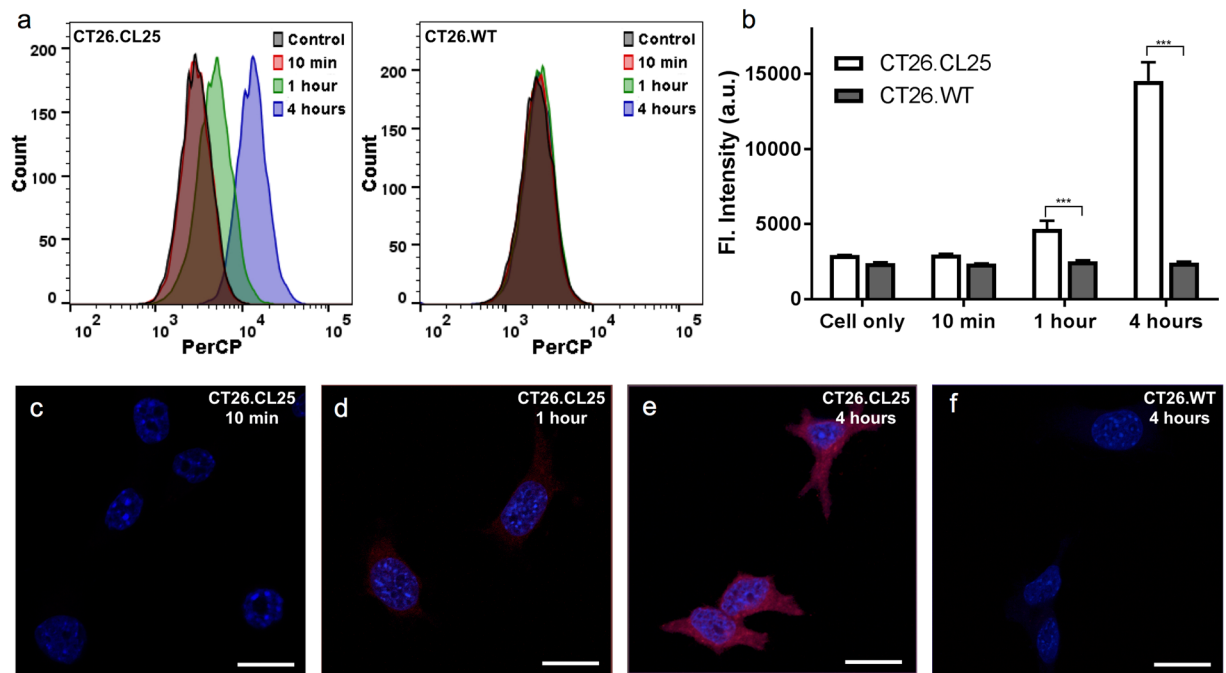 a
CT26.CL25
Control
10 min
1 hour
4 hours
200
150
100
50
0
Count
10^2
10^3
10^4
10^5
PerCP
CT26.WT
Control
10 min
1 hour
4 hours
200
150
100
50
0
Count
10^2
10^3
10^4
10^5
PerCP
b
CT26.CL25
CT26.WT
***
***
15000
10000
5000
0
Fl. Intensity (a.u.)
Cell only
10 min
1 hour
4 hours
c
CT26.CL25
10 min
d
CT26.CL25
1 hour
e
CT26.CL25
4 hours
f
CT26.WT
4 hours